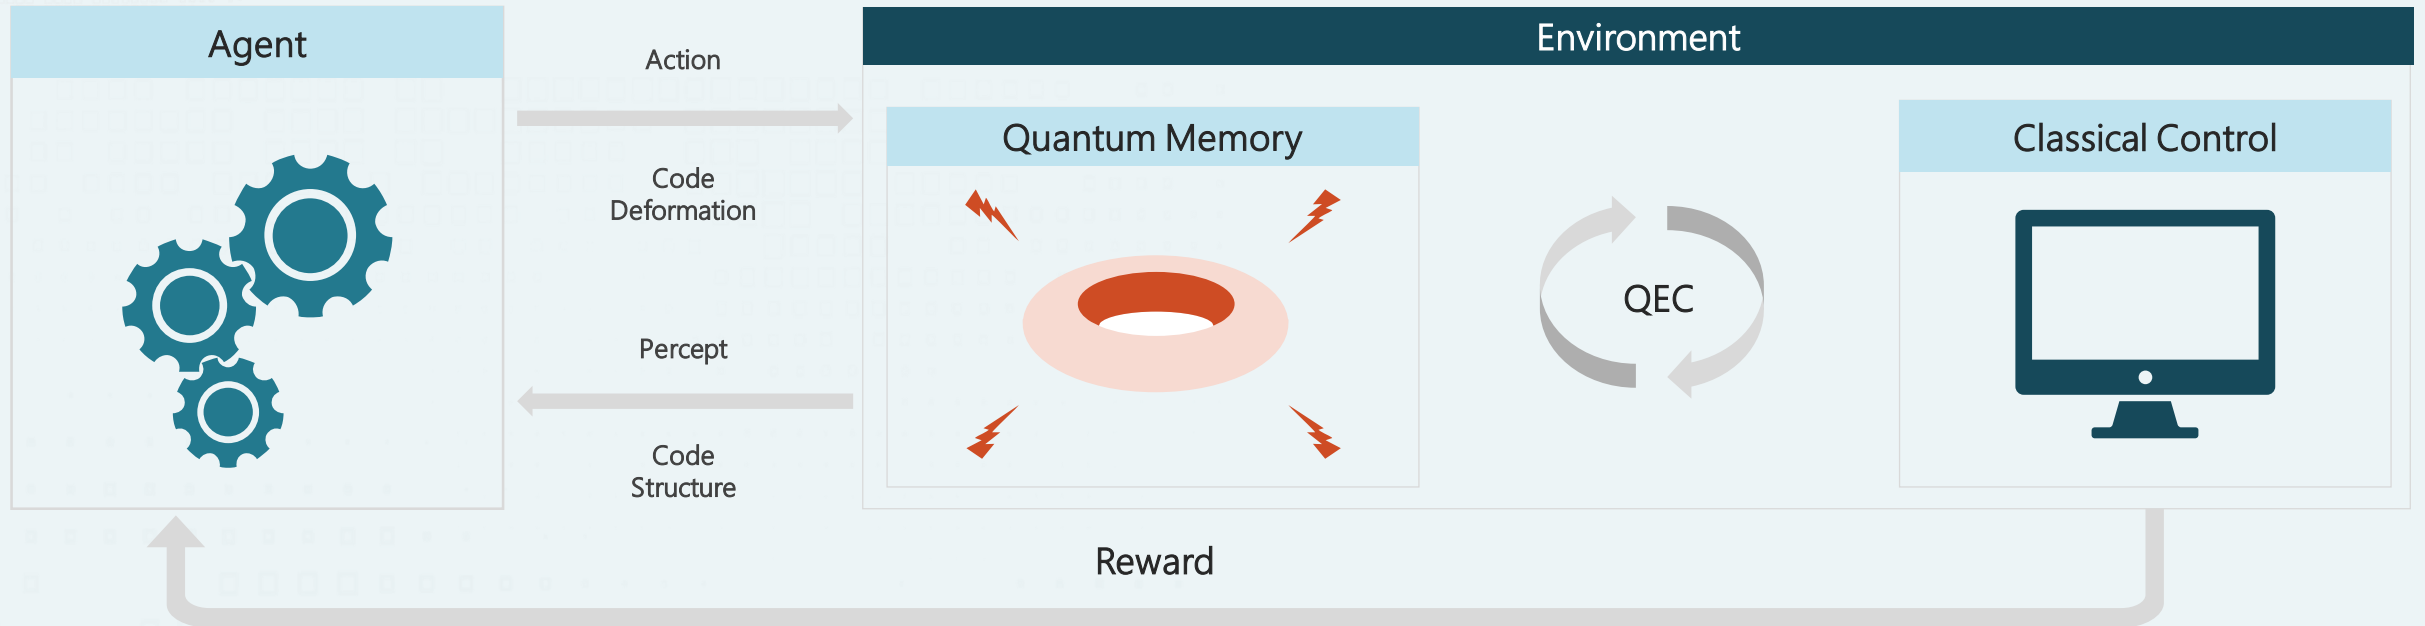 Agent
Action
Code
Deformation
Percept
Code
Structure
Environment
Quantum Memory
QEC
Classical Control
Reward